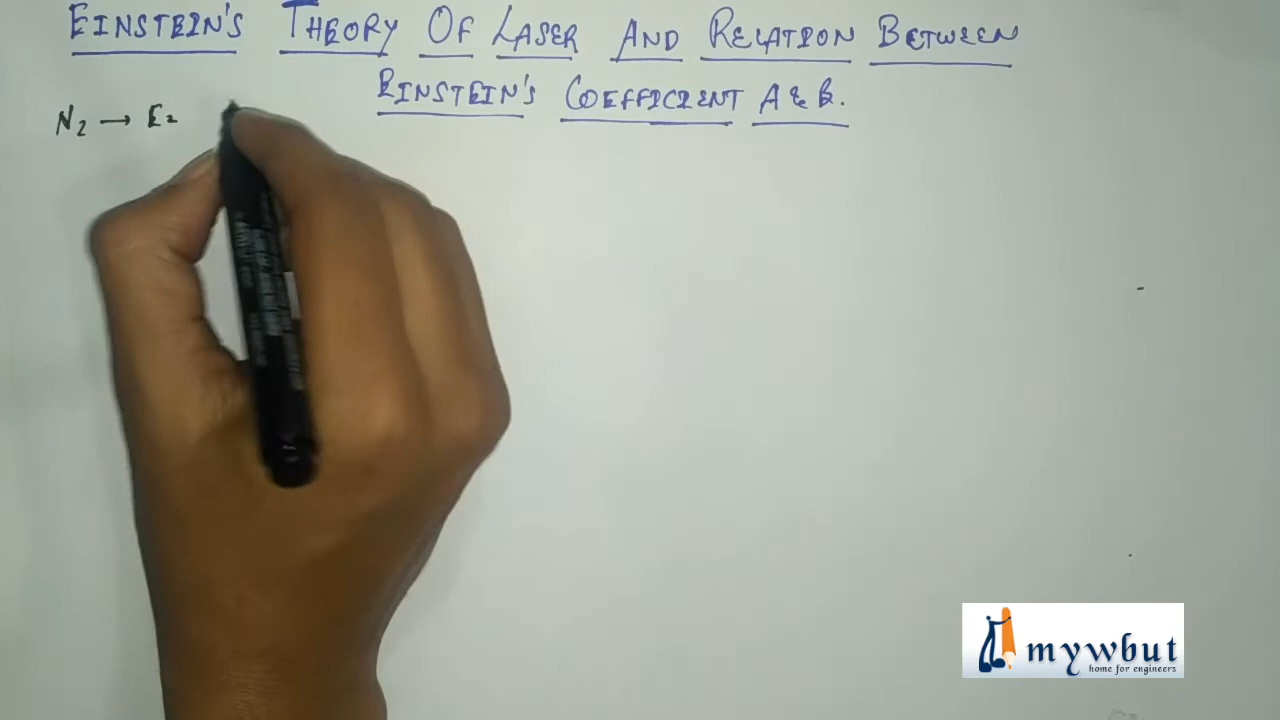 EINSTEIN'S THEORY OF LASER AND RELATION BETWEEN
EINSTEIN'S COEFFICIENT A & B.
N2 → E2
mywbut
home for engineers